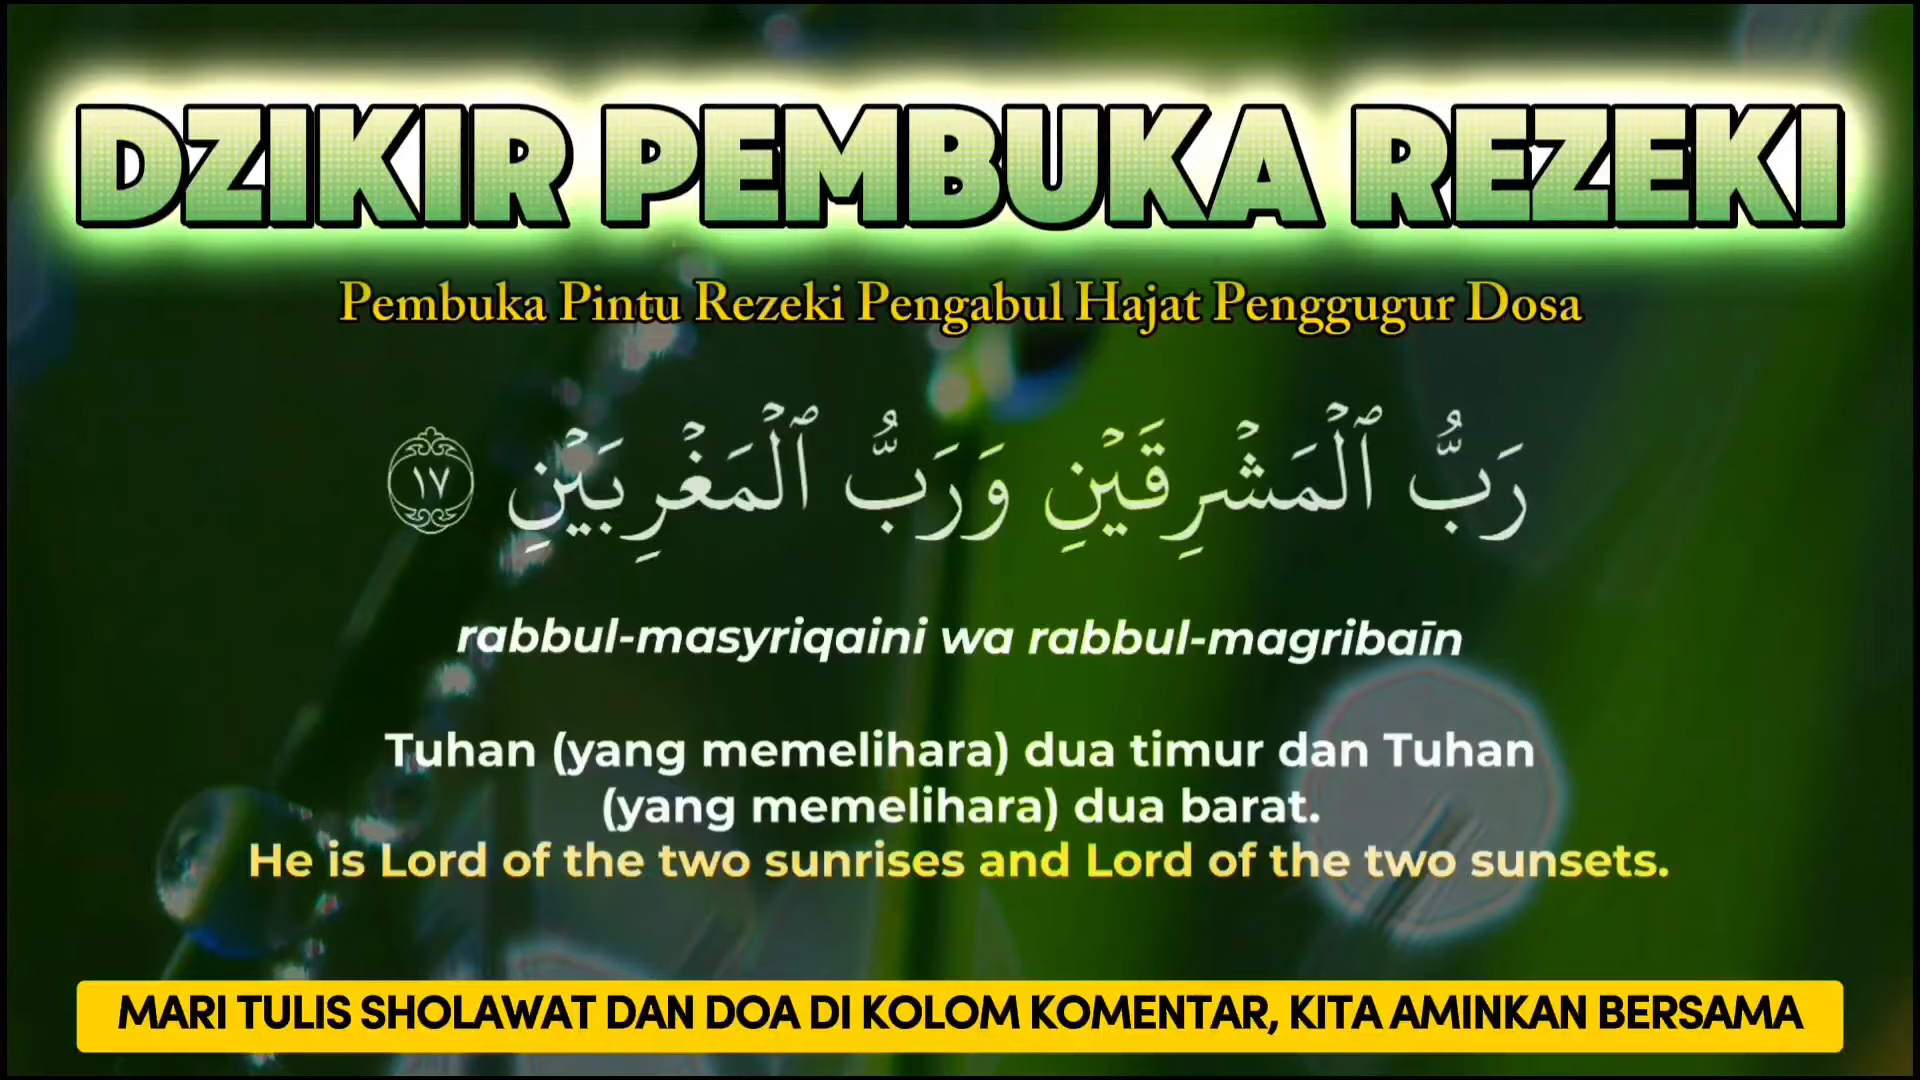 DZIKIR PEMBUKA REZEKI
Pembuka Pintu Rezeki Pengabul Hajat Penggugur Dosa
رَبُّ ٱلْمَشْرِقَيْنِ وَرَبُّ ٱلْمَغْرِبَيْنِ ١٧
rabbul-masyriqaini wa rabbul-magribaīn
Tuhan (yang memelihara) dua timur dan Tuhan
(yang memelihara) dua barat.
He is Lord of the two sunrises and Lord of the two sunsets.
MARI TULIS SHOLAWAT DAN DOA DI KOLOM KOMENTAR, KITA AMINKAN BERSAMA